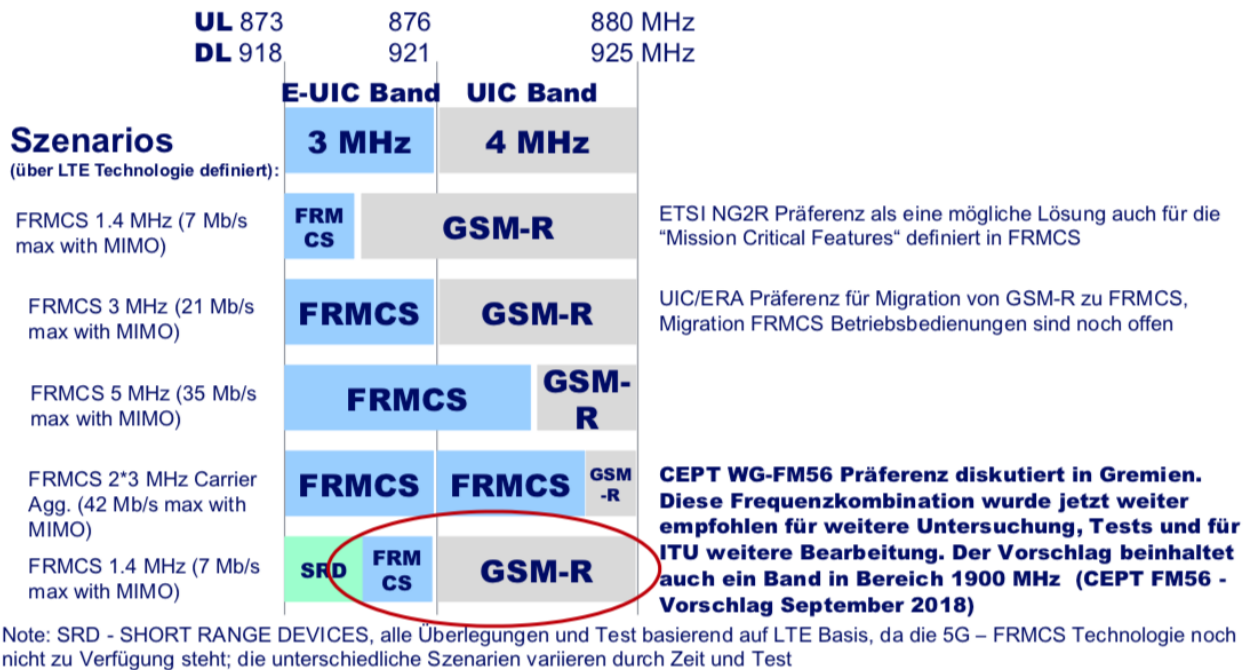 UL 873 876 880 MHz
DL 918 921 925 MHz
E-UIC Band UIC Band
Szenarios
(über LTE Technologie definiert):
3 MHz 4 MHz
FRMCS 1.4 MHz (7 Mb/s
max with MIMO)
FRM
CS
GSM-R
ETSI NG2R Präferenz als eine mögliche Lösung auch für die
“Mission Critical Features“ definiert in FRMCS
FRMCS 3 MHz (21 Mb/s
max with MIMO)
FRMCS GSM-R
UIC/ERA Präferenz für Migration von GSM-R zu FRMCS,
Migration FRMCS Betriebsbedienungen sind noch offen
FRMCS 5 MHz (35 Mb/s
max with MIMO)
FRMCS
GSM-
R
FRMCS 2*3 MHz Carrier
Agg. (42 Mb/s max with
MIMO)
FRMCS FRMCS
GSM
-R
CEPT WG-FM56 Präferenz diskutiert in Gremien.
Diese Frequenzkombination wurde jetzt weiter
empfohlen für weitere Untersuchung, Tests und für
ITU weitere Bearbeitung. Der Vorschlag beinhaltet
auch ein Band in Bereich 1900 MHz (CEPT FM56 -
Vorschlag September 2018)
FRMCS 1.4 MHz (7 Mb/s
max with MIMO)
SRD
FRM
CS
GSM-R
Note: SRD - SHORT RANGE DEVICES, alle Überlegungen und Test basierend auf LTE Basis, da die 5G – FRMCS Technologie noch
nicht zu Verfügung steht; die unterschiedliche Szenarien variieren durch Zeit und Test